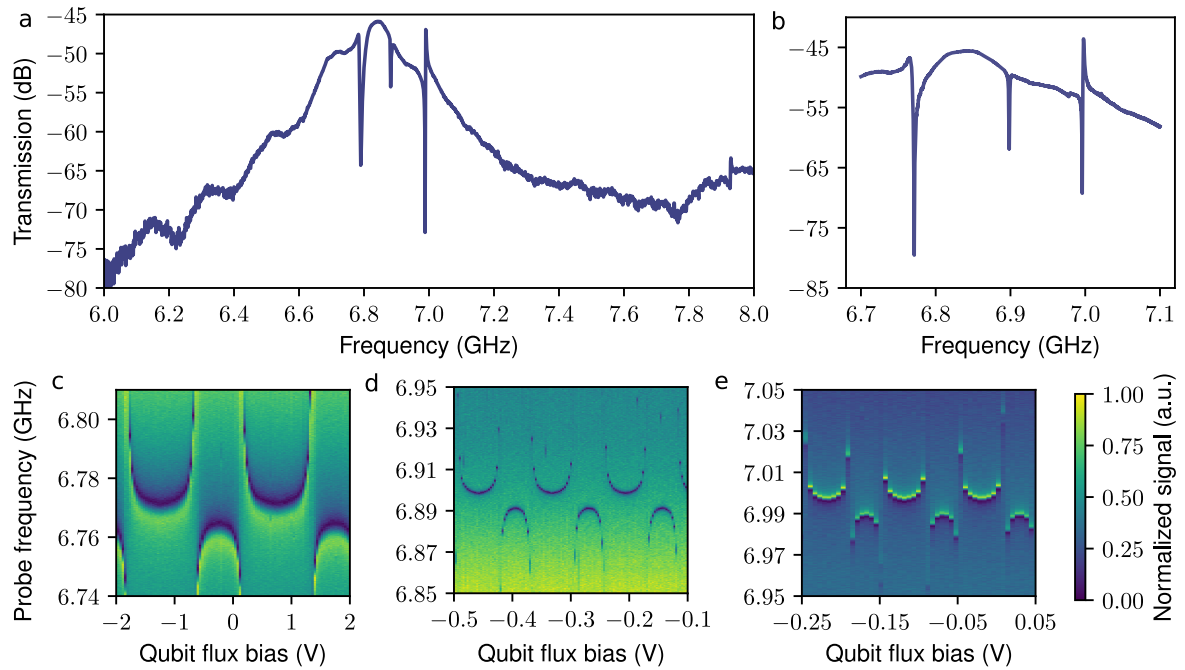 a
Transmission (dB)
−45
−50
−55
−60
−65
−70
−75
−80
6.0 6.2 6.4 6.6 6.8 7.0 7.2 7.4 7.6 7.8 8.0
Frequency (GHz)
b
−45
−55
−65
−75
−85
6.7 6.8 6.9 7.0 7.1
Frequency (GHz)
c
Probe frequency (GHz)
6.80
6.78
6.76
6.74
−2 −1 0 1 2
Qubit flux bias (V)
d
6.95
6.93
6.91
6.89
6.87
6.85
−0.5 −0.4 −0.3 −0.2 −0.1
Qubit flux bias (V)
e
7.05
7.03
7.01
6.99
6.97
6.95
−0.25 −0.15 −0.05 0.05
Qubit flux bias (V)
1.00
0.75
0.50
0.25
0.00
Normalized signal (a.u.)